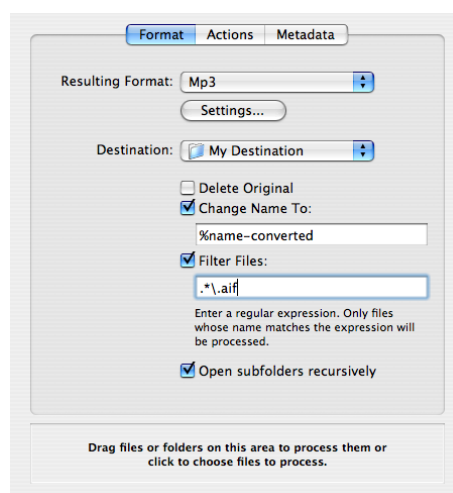 Format Actions Metadata
Resulting Format: Mp3
Settings...
Destination: My Destination
Delete Original
Change Name To:
%name-converted
Filter Files:
.*\.aif
Enter a regular expression. Only files
whose name matches the expression will
be processed.
Open subfolders recursively
Drag files or folders on this area to process them or
click to choose files to process.